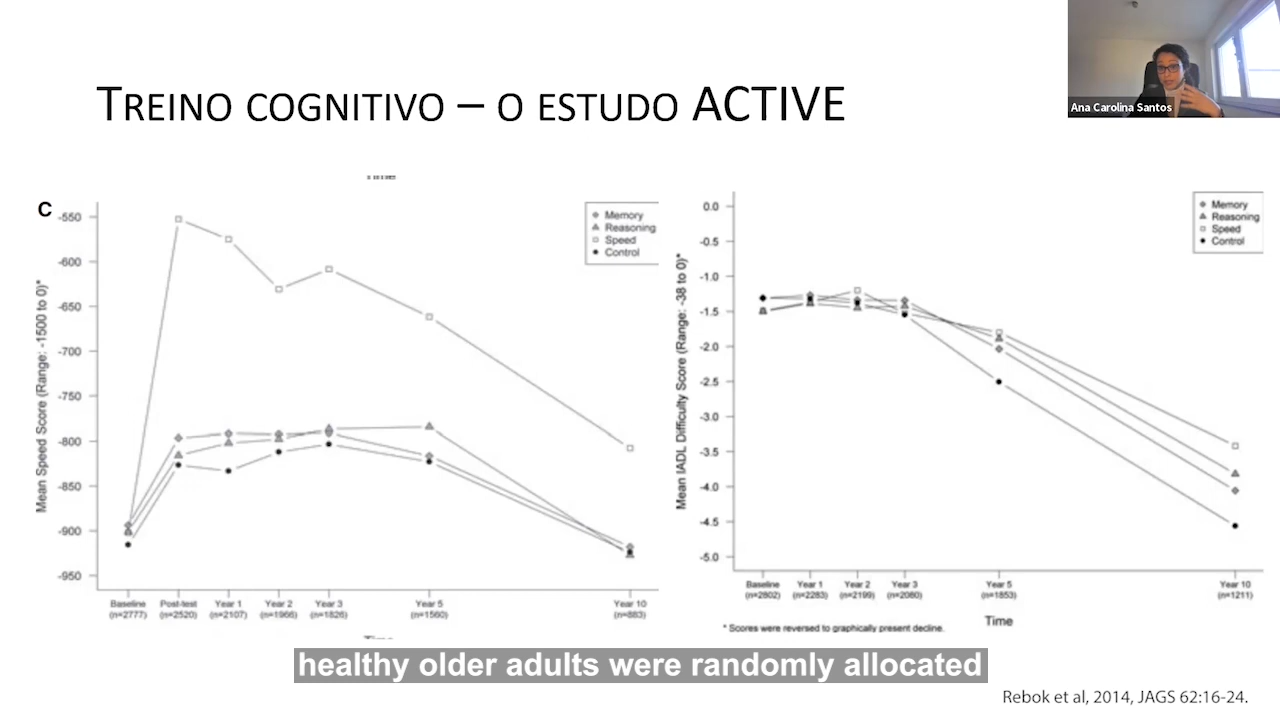 Ana Carolina Santos
TREINO COGNITIVO – O ESTUDO ACTIVE
C
Mean Speed Score (Range: -1500 to 0)*
-550
-600
-650
-700
-750
-800
-850
-900
-950
Memory
Reasoning
Speed
Control
Baseline Post-test Year 1 Year 2 Year 3 Year 5 Year 10
(n=2777) (n=2520) (n=2107) (n=1966) (n=1826) (n=1560) (n=883)
Mean IADL Difficulty Score (Range: -38 to 0)*
0.0
-0.5
-1.0
-1.5
-2.0
-2.5
-3.0
-3.5
-4.0
-4.5
-5.0
Memory
Reasoning
Speed
Control
Baseline Year 1 Year 2 Year 3 Year 5 Year 10
(n=2802) (n=2283) (n=2199) (n=2080) (n=1853) (n=1211)
Time
* Scores were reversed to graphically present decline.
healthy older adults were randomly allocated
Rebok et al, 2014, JAGS 62:16-24.